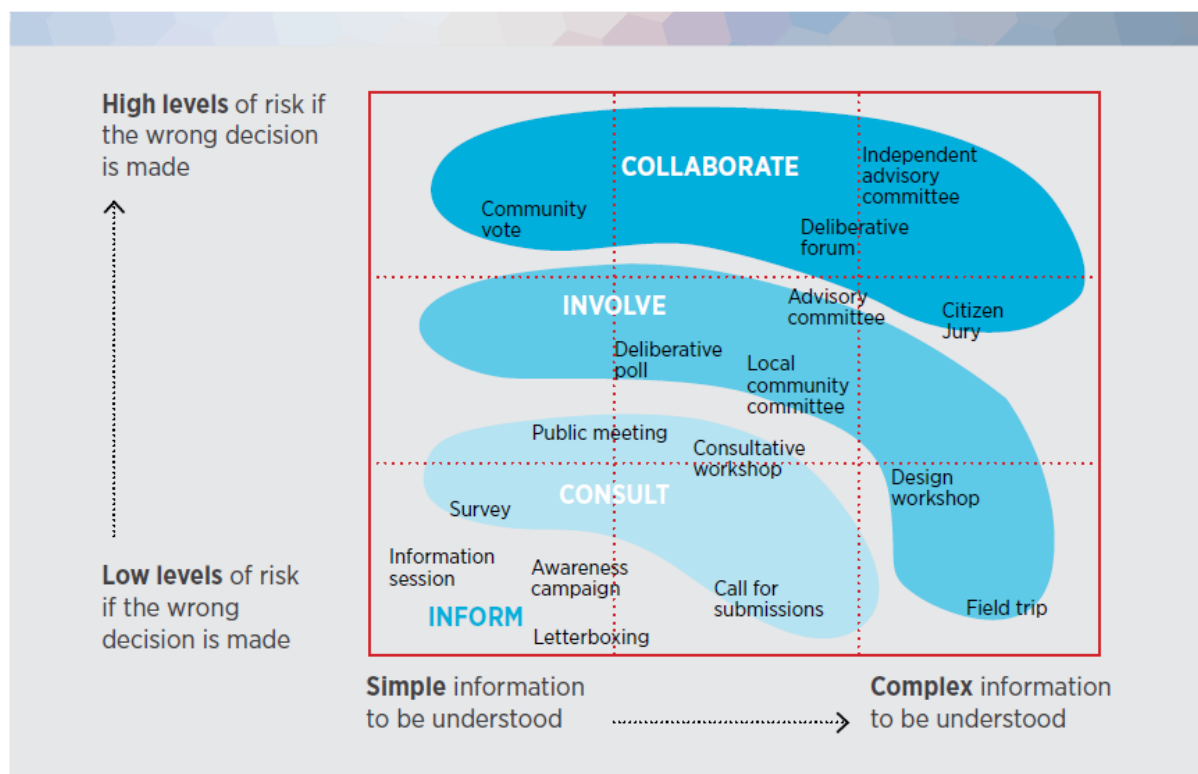 High levels of risk if
the wrong decision
is made
COLLABORATE
Independent
advisory
committee
Community
vote
Deliberative
forum
INVOLVE
Advisory
committee
Citizen
Jury
Deliberative
poll
Local
community
committee
Public meeting
Consultative
workshop
CONSULT
Design
workshop
Survey
Information
session
Awareness
campaign
Call for
submissions
Field trip
INFORM
Letterboxing
Low levels of risk
if the wrong
decision is made
Simple information
to be understood
Complex information
to be understood